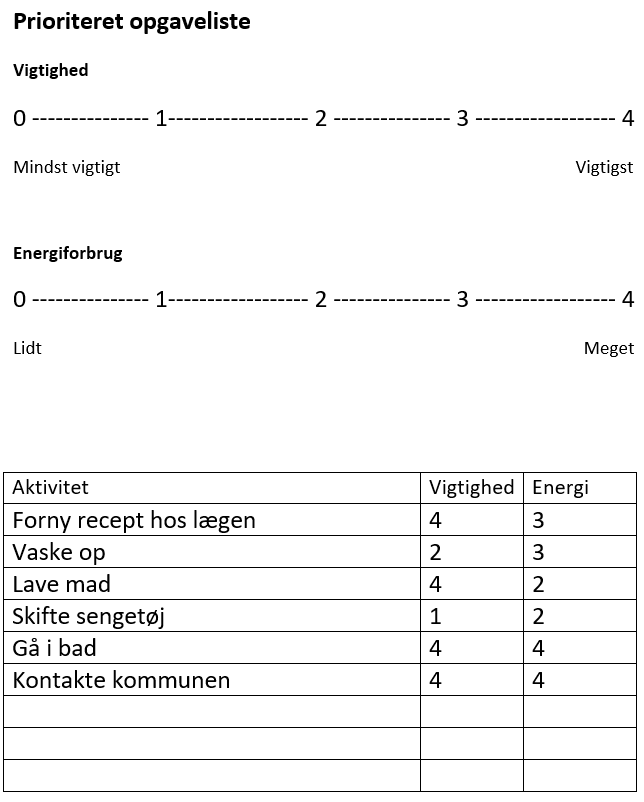 Prioriteret opgaveliste
Vigtighed
0 --------------- 1------------------ 2 --------------- 3 ------------------ 4
Mindst vigtigt Vigtigst
Energiforbrug
0 --------------- 1------------------ 2 --------------- 3 ------------------ 4
Lidt Meget
Aktivitet Vigtighed Energi
Forny recept hos lægen 4 3
Vaske op 2 3
Lave mad 4 2
Skifte sengetøj 1 2
Gå i bad 4 4
Kontakte kommunen 4 4